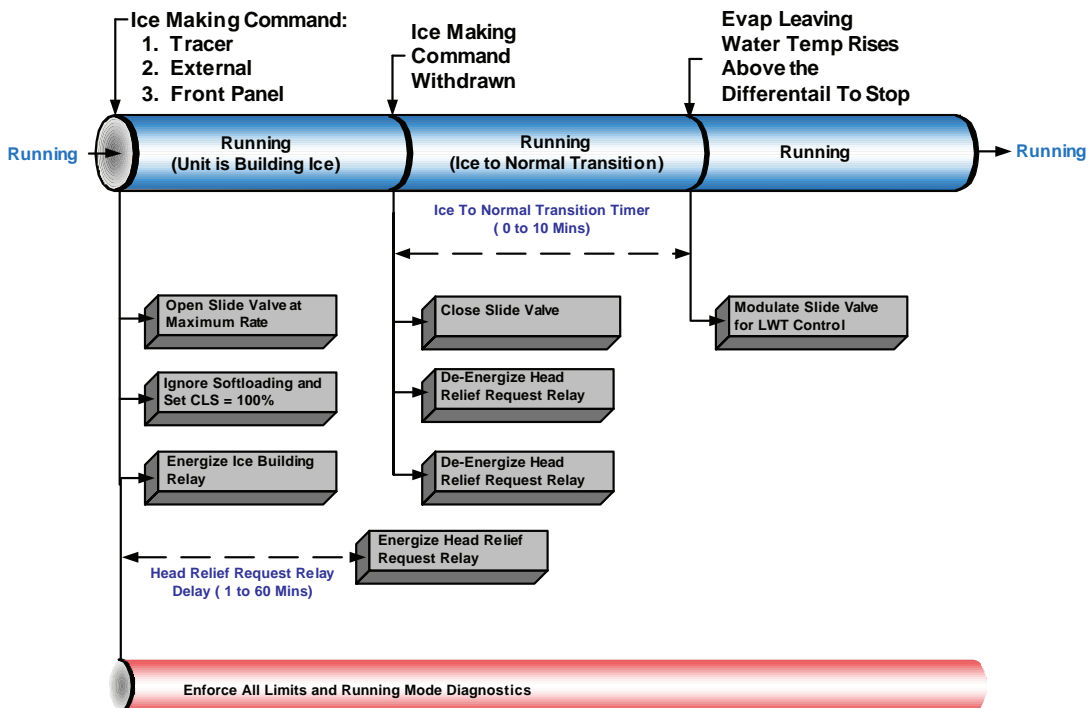 Ice Making Command:
1. Tracer
2. External
3. Front Panel
Ice Making
Command
Withdrawn
Evap Leaving
Water Temp Rises
Above the
Differentail To Stop
Running
Running
(Unit is Building Ice)
Running
(Ice to Normal Transition)
Running
Running
Ice To Normal Transition Timer
( 0 to 10 Mins)
Open Slide Valve at
Maximum Rate
Close Slide Valve
Modulate Slide Valve
for LWT Control
Ignore Softloading and
Set CLS = 100%
De-Energize Head
Relief Request Relay
Energize Ice Building
Relay
De-Energize Head
Relief Request Relay
Energize Head Relief
Request Relay
Head Relief Request Relay
Delay ( 1 to 60 Mins)
Enforce All Limits and Running Mode Diagnostics